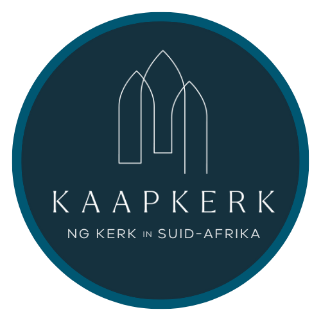 KAAPKERK
NG KERK IN SUID-AFRIKA